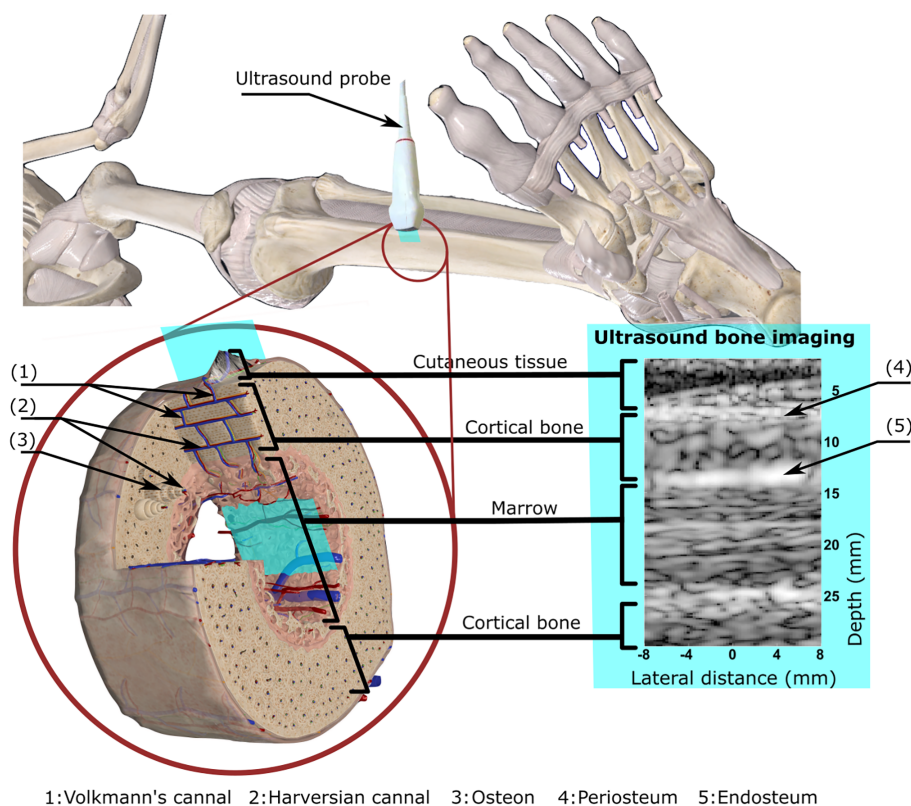 Ultrasound probe
Ultrasound bone imaging
Cutaneous tissue
(1)
(2)
(3)
Cortical bone
Marrow
Cortical bone
(4)
(5)
5
10
15
20
25
Depth (mm)
-8 -4 0 4 8
Lateral distance (mm)
1:Volkmann's cannal 2:Harversian cannal 3:Osteon 4:Periosteum 5:Endosteum